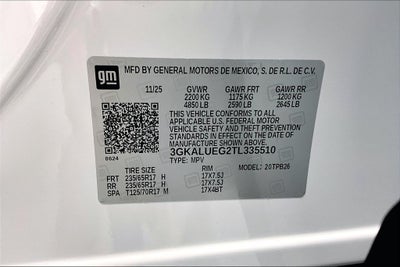 gm MFD BY GENERAL MOTORS DE MEXICO, S. DE R.L. DE C.V.
11/25 GVWR GAWR FRT GAWR RR
2200 KG 1175 KG 1200 KG
4850 LB 2590 LB 2645 LB
THIS VEHICLE CONFORMS TO ALL
APPLICABLE U.S. FEDERAL MOTOR
VEHICLE SAFETY AND THEFT PREVENTION
STANDARDS IN EFFECT ON THE DATE OF
MANUFACTURE SHOWN ABOVE.
3GKALUEG2TL335510
0624 TYPE: MPV MODEL: 20TPB26
TIRE SIZE RIM
FRT 235/65R17 H 17X7.5J
RR 235/65R17 H 17X7.5J
SPA T125/70R17 M 17X4BT